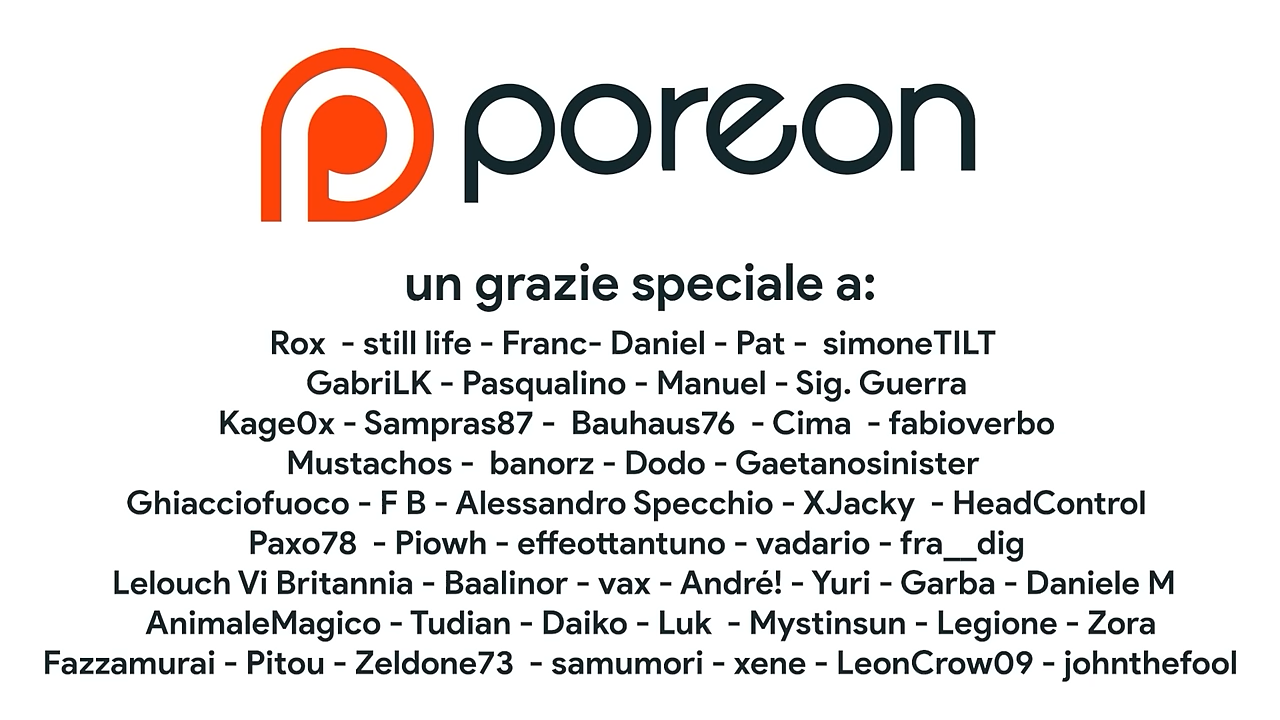 poreon
un grazie speciale a:
Rox - still life - Franc- Daniel - Pat - simoneTILT
GabriLK - Pasqualino - Manuel - Sig. Guerra
Kage0x - Sampras87 - Bauhaus76 - Cima - fabioverbo
Mustachos - banorz - Dodo - Gaetanosinister
Ghiacciofuoco - F B - Alessandro Specchio - XJacky - HeadControl
Paxo78 - Piowh - effeottantuno - vadario - fra__dig
Lelouch Vi Britannia - Baalinor - vax - André! - Yuri - Garba - Daniele M
AnimaleMagico - Tudian - Daiko - Luk - Mystinsun - Legione - Zora
Fazzamurai - Pitou - Zeldone73 - samumori - xene - LeonCrow09 - johnthefool